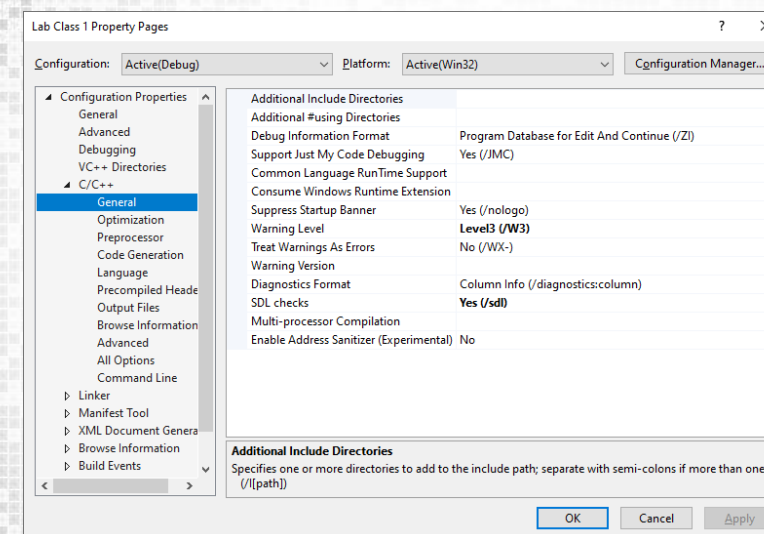 Lab Class 1 Property Pages ? X
Configuration: Active(Debug) Platform: Active(Win32) Configuration Manager...
Configuration Properties
General
Advanced
Debugging
VC++ Directories
C/C++
General
Optimization
Preprocessor
Code Generation
Language
Precompiled Heade
Output Files
Browse Information
Advanced
All Options
Command Line
Linker
Manifest Tool
XML Document Genera
Browse Information
Build Events
Additional Include Directories
Additional #using Directories
Debug Information Format Program Database for Edit And Continue (/ZI)
Support Just My Code Debugging Yes (/JMC)
Common Language RunTime Support
Consume Windows Runtime Extension
Suppress Startup Banner Yes (/nologo)
Warning Level Level3 (/W3)
Treat Warnings As Errors No (/WX-)
Warning Version
Diagnostics Format Column Info (/diagnostics:column)
SDL checks Yes (/sdl)
Multi-processor Compilation
Enable Address Sanitizer (Experimental) No
Additional Include Directories
Specifies one or more directories to add to the include path; separate with semi-colons if more than one
(/I[path])
OK Cancel Apply